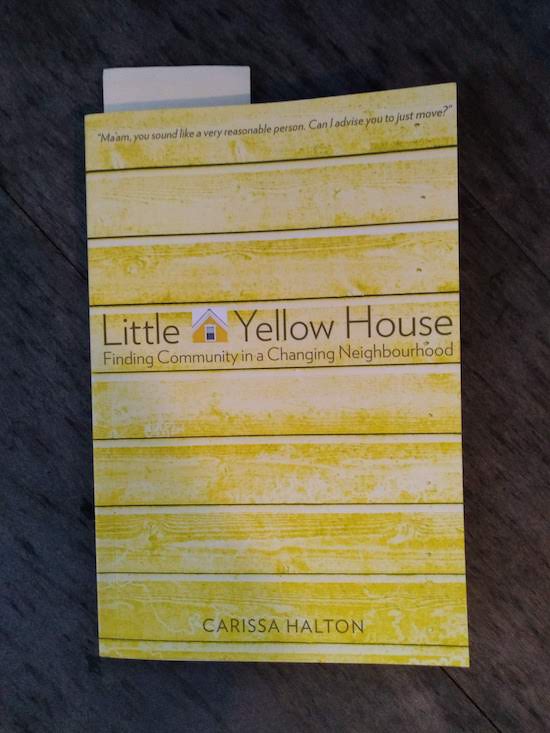 "Ma'am, you sound like a very reasonable person. Can I advise you to just move?"
Little Yellow House
Finding Community in a Changing Neighbourhood
CARISSA HALTON